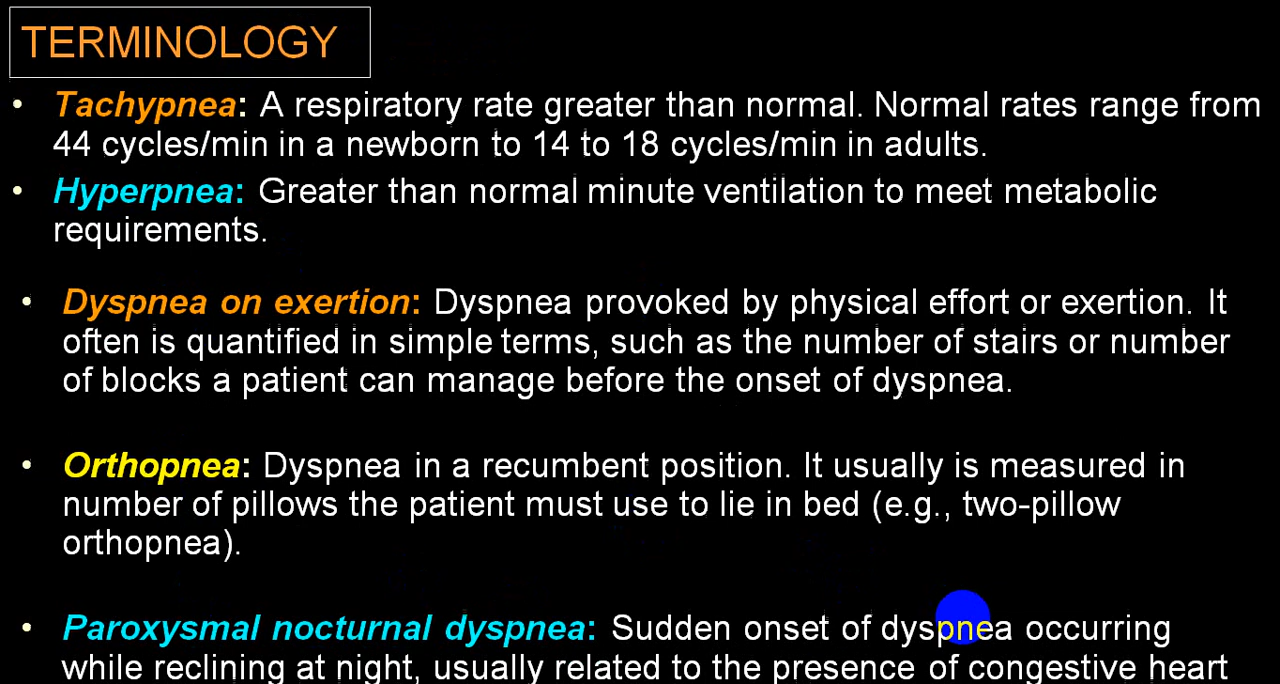 TERMINOLOGY
• Tachypnea: A respiratory rate greater than normal. Normal rates range from
44 cycles/min in a newborn to 14 to 18 cycles/min in adults.
• Hyperpnea: Greater than normal minute ventilation to meet metabolic
requirements.
• Dyspnea on exertion: Dyspnea provoked by physical effort or exertion. It
often is quantified in simple terms, such as the number of stairs or number
of blocks a patient can manage before the onset of dyspnea.
• Orthopnea: Dyspnea in a recumbent position. It usually is measured in
number of pillows the patient must use to lie in bed (e.g., two-pillow
orthopnea).
• Paroxysmal nocturnal dyspnea: Sudden onset of dyspnea occurring
while reclining at night, usually related to the presence of congestive heart